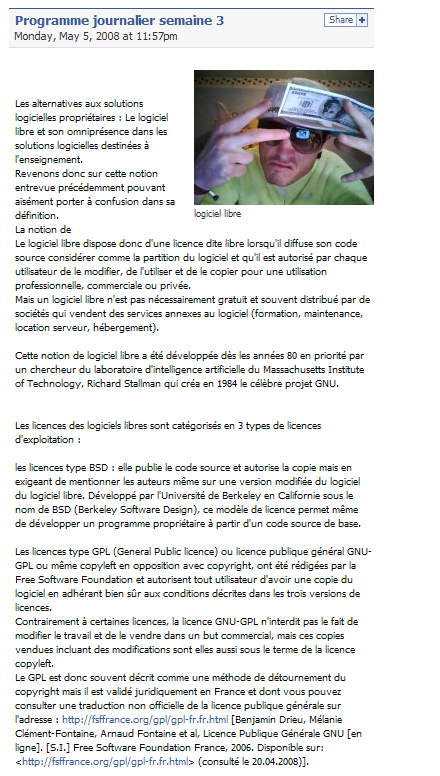 Programme journalier semaine 3
Share +
Monday, May 5, 2008 at 11:57pm
Les alternatives aux solutions
logicielles propriétaires : Le logiciel
libre et son omniprésence dans les
solutions logicielles destinées à
l'enseignement.
Revenons donc sur cette notion
entrevue précédemment pouvant
aisément porter à confusion dans sa
définition.
logiciel libre
La notion de
Le logiciel libre dispose donc d'une licence dite libre lorsqu'il diffuse son code
source considérer comme la partition du logiciel et qu'il est autorisé par chaque
utilisateur de le modifier, de l'utiliser et de le copier pour une utilisation
professionnelle, commerciale ou privée.
Mais un logiciel libre n'est pas nécessairement gratuit et souvent distribué par de
sociétés qui vendent des services annexes au logiciel (formation, maintenance,
location serveur, hébergement).
Cette notion de logiciel libre a été développée dès les années 80 en priorité par
un chercheur du laboratoire d'intelligence artificielle du Massachusetts Institute
of Technology, Richard Stallman qui créa en 1984 le célèbre projet GNU.
Les licences des logiciels libres sont catégorisés en 3 types de licences
d'exploitation :
les licences type BSD : elle publie le code source et autorise la copie mais en
exigeant de mentionner les auteurs même sur une version modifiée du logiciel
du logiciel libre. Développé par l'Université de Berkeley en Californie sous le
nom de BSD (Berkeley Software Design), ce modèle de licence permet même
de développer un programme propriétaire à partir d'un code source de base.
Les licences type GPL (General Public licence) ou licence publique général GNU-
GPL ou même copyleft en opposition avec copyright, ont été rédigées par la
Free Software Foundation et autorisent tout utilisateur d'avoir une copie du
logiciel en adhérant bien sûr aux conditions décrites dans les trois versions de
licences.
Contrairement à certaines licences, la licence GNU-GPL n'interdit pas le fait de
modifier le travail et de le vendre dans un but commercial, mais ces copies
vendues incluant des modifications sont elles aussi sous le terme de la licence
copyleft.
Le GPL est donc souvent décrit comme une méthode de détournement du
copyright mais il est validé juridiquement en France et dont vous pouvez
consulter une traduction non officielle de la licence publique générale sur
l'adresse : http://fsffrance.org/gpl/gpl-fr.fr.html [Benjamin Drieu, Mélanie
Clément-Fontaine, Arnaud Fontaine et al, Licence Publique Générale GNU [en
ligne]. [S.I.] Free Software Foundation France, 2006. Disponible sur:
<http://fsffrance.org/gpl/gpl-fr.fr.html> (consulté le 20.04.2008)].